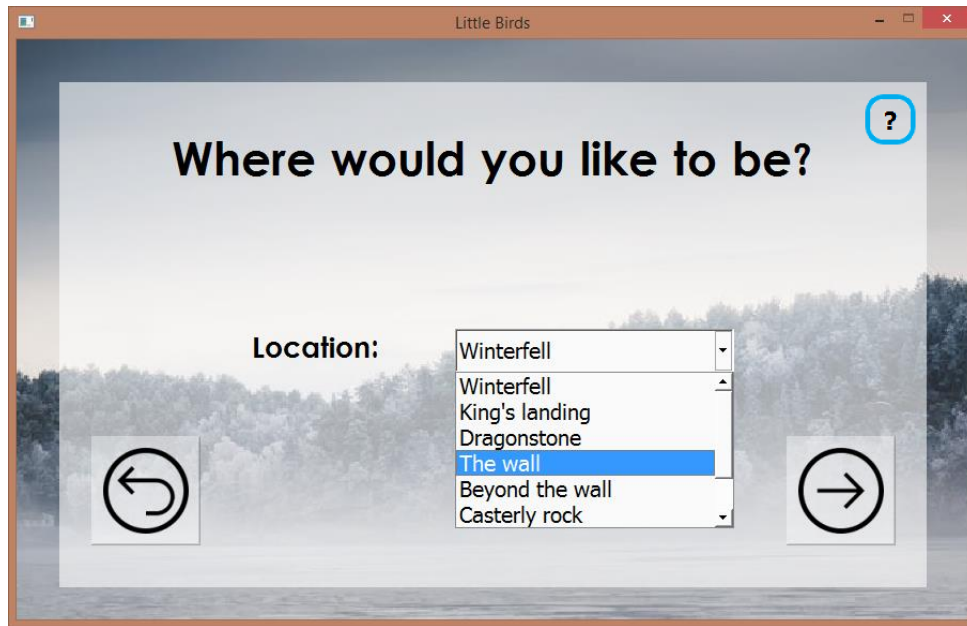 Little Birds
?
Where would you like to be?
Location:
Winterfell
Winterfell
King's landing
Dragonstone
The wall
Beyond the wall
Casterly rock